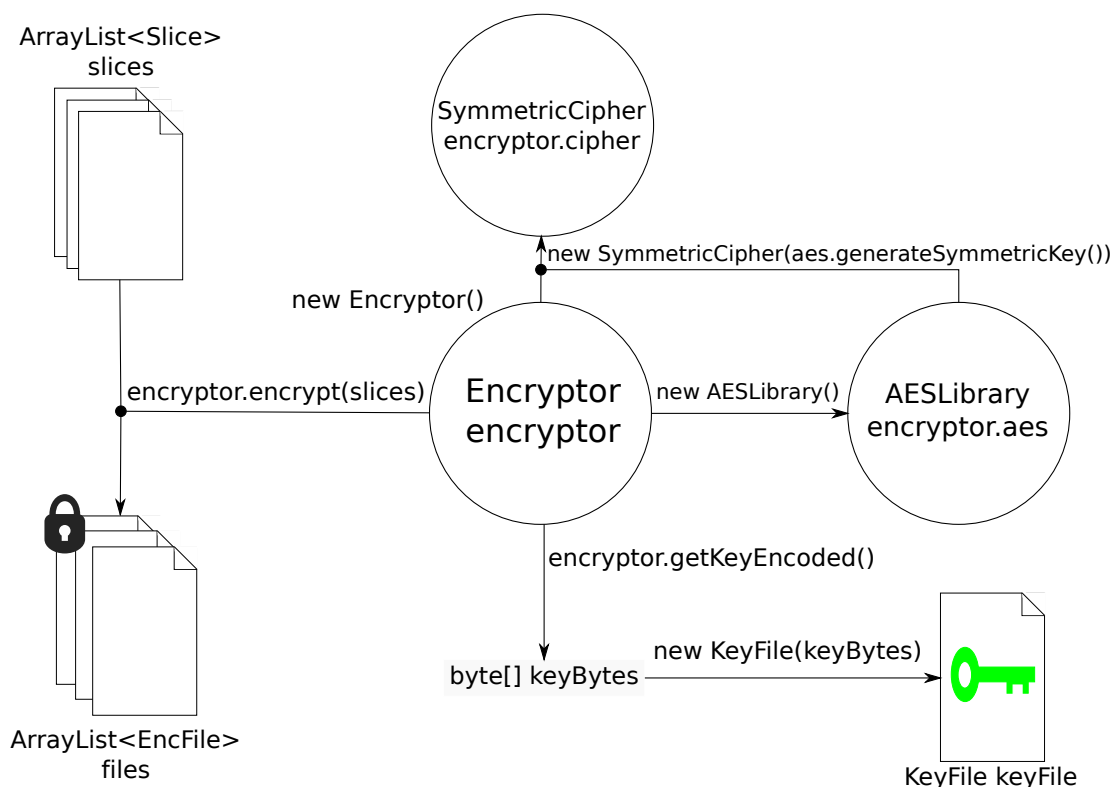 ArrayList<Slice>
slices
SymmetricCipher
encryptor.cipher
new SymmetricCipher(aes.generateSymmetricKey())
new Encryptor()
encryptor.encrypt(slices)
Encryptor
encryptor
new AESLibrary()
AESLibrary
encryptor.aes
encryptor.getKeyEncoded()
byte[] keyBytes
new KeyFile(keyBytes)
ArrayList<EncFile>
files
KeyFile keyFile